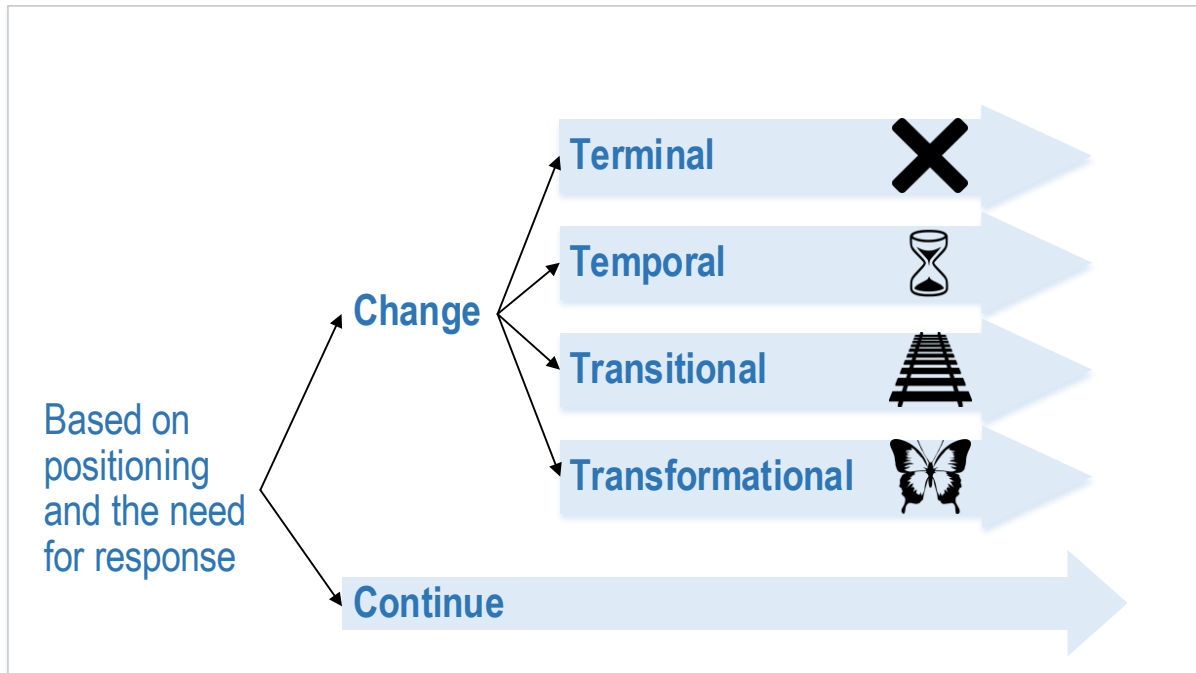 Terminal
Temporal
Change
Transitional
Based on
positioning
and the need
for response
Transformational
Continue